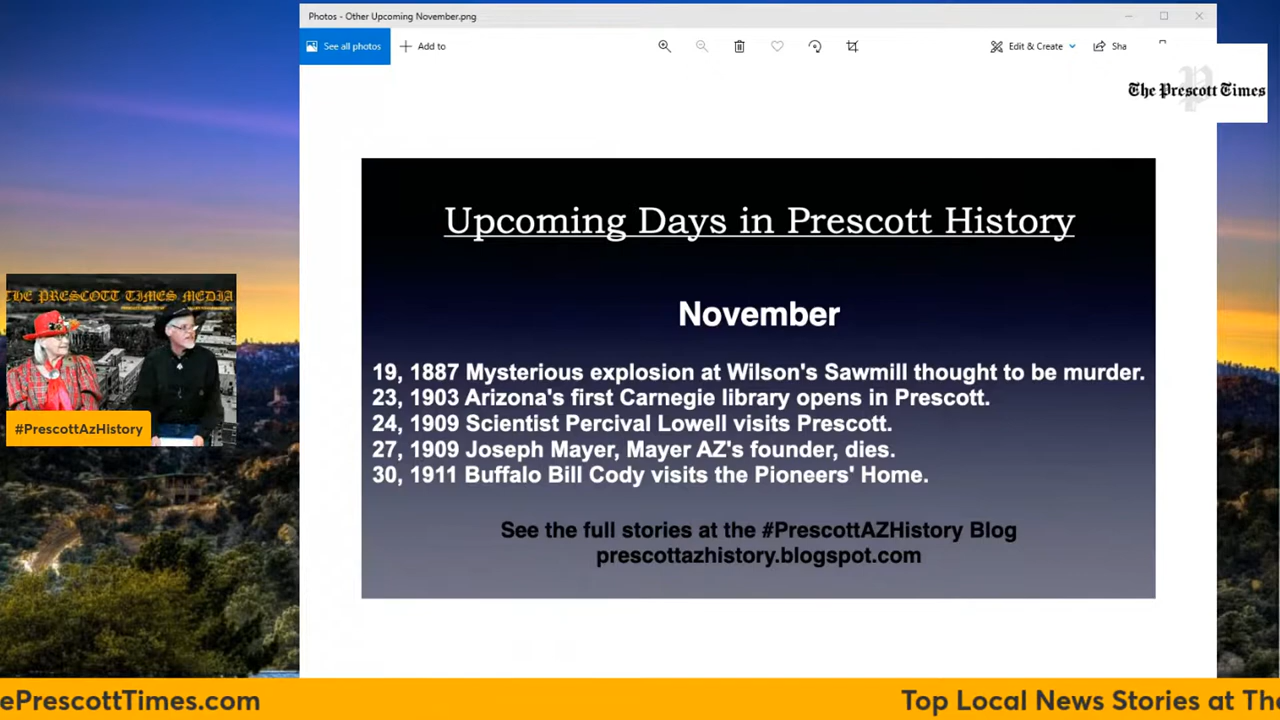 Photos - Other Upcoming November.png
See all photos
Add to
Edit & Create
Sha
The Prescott Times
Upcoming Days in Prescott History
November
19, 1887 Mysterious explosion at Wilson's Sawmill thought to be murder.
23, 1903 Arizona's first Carnegie library opens in Prescott.
24, 1909 Scientist Percival Lowell visits Prescott.
27, 1909 Joseph Mayer, Mayer AZ's founder, dies.
30, 1911 Buffalo Bill Cody visits the Pioneers' Home.
See the full stories at the #PrescottAZHistory Blog
prescottazhistory.blogspot.com
THE PRESCOTT TIMES MEDIA
#PrescottAzHistory
ePrescottTimes.com
Top Local News Stories at The